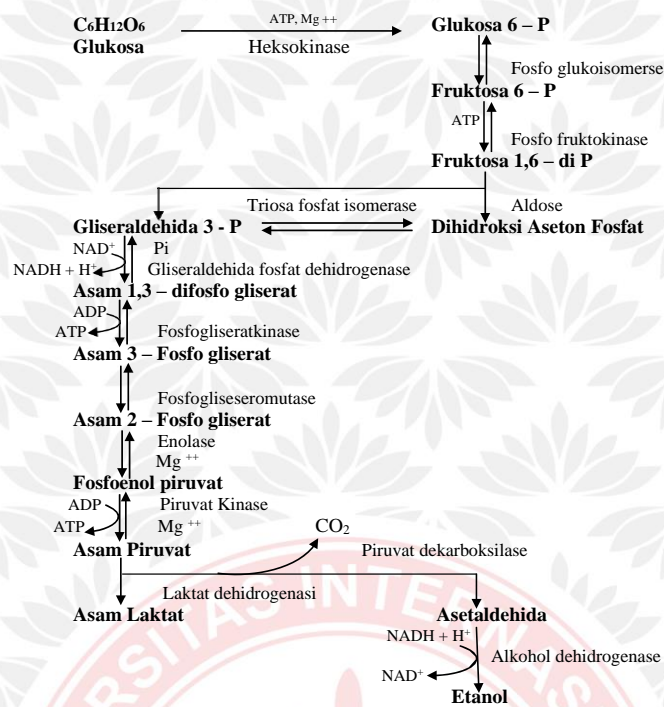 C₆H₁₂O₆
Glukosa
ATP, Mg ++
Heksokinase
Glukosa 6 – P
Fosfo glukoisomerse
Fruktosa 6 – P
ATP
Fosfo fruktokinase
Fruktosa 1,6 – di P
Triosa fosfat isomerase
Aldose
Gliseraldehida 3 - P
Dihidroksi Aseton Fosfat
NAD⁺
Pi
NADH + H⁺
Gliseraldehida fosfat dehidrogenase
Asam 1,3 – difosfo gliserat
ADP
ATP
Fosfogliseratkinase
Asam 3 – Fosfo gliserat
Fosfogliseseromutase
Asam 2 – Fosfo gliserat
Enolase
Mg ⁺⁺
Fosfoenol piruvat
ADP
Piruvat Kinase
ATP
Mg ⁺⁺
CO₂
Asam Piruvat
Piruvat dekarboksilase
Laktat dehidrogenasi
Asam Laktat
Asetaldehida
NADH + H⁺
Alkohol dehidrogenase
NAD⁺
Etanol